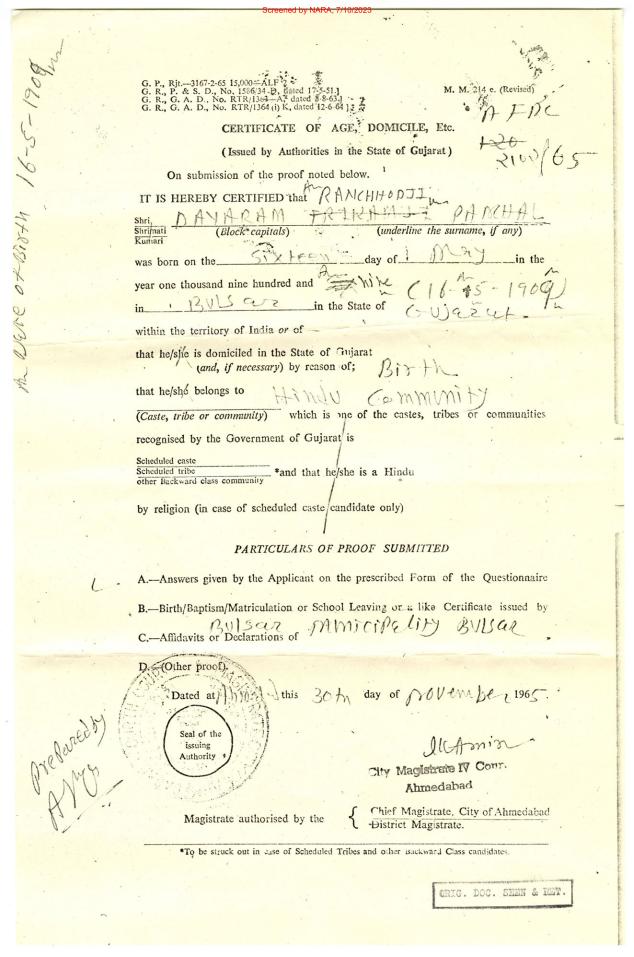 Screened by NARA, 7/10/2023
G. P., Rjt.—3167-2-65 15,000—ALF
G. R., P. & S. D., No. 1586/34-D, dated 17-5-51.]
G. R., G. A. D., No. RTR/1364—A, dated 8-8-63.]
G. R., G. A. D., No. RTR/1364 (i) K, dated 12-6-64]
M. M. 214 e. (Revised)
2100/65
CERTIFICATE OF AGE, DOMICILE, Etc.
(Issued by Authorities in the State of Gujarat)
On submission of the proof noted below.
IT IS HEREBY CERTIFIED that RANCHHODJI
Shri, DAYARAM TRIKAMJI PANCHAL
Shrimati (Block capitals) (underline the surname, if any)
Kumari
was born on the Sixteen day of May in the
year one thousand nine hundred and Nine (16-5-1909)
in BULSAR in the State of Gujarat.
within the territory of India or of
that he/she is domiciled in the State of Gujarat
(and, if necessary) by reason of; Birth
that he/she belongs to Hindu Community
(Caste, tribe or community) which is one of the castes, tribes or communities
recognised by the Government of Gujarat is
Scheduled caste
Scheduled tribe *and that he/she is a Hindu
other Backward class community
by religion (in case of scheduled caste candidate only)
PARTICULARS OF PROOF SUBMITTED
A.—Answers given by the Applicant on the prescribed Form of the Questionnaire
B.—Birth/Baptism/Matriculation or School Leaving or a like Certificate issued by
Bulsar Municipality Bulsar
C.—Affidavits or Declarations of
D.—(Other proof).
Dated at this 30th day of November 1965.
Seal of the
issuing
Authority
City Magistrate IV Court.
Ahmedabad
Magistrate authorised by the { Chief Magistrate, City of Ahmedabad
District Magistrate.
*To be struck out in case of Scheduled Tribes and other Backward Class candidates.
ORIG. DOC. SEEN & RET.
Date of Birth 16-5-1909
Prepared by